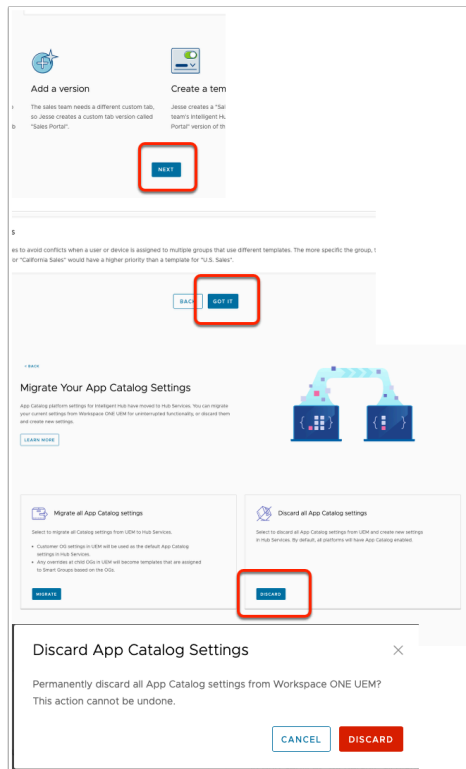 Add a version
Create a tem
The sales team needs a different custom tab,
so Jesse creates a custom tab version called
"Sales Portal".
Jesse creates a "Sal
team's Intelligent Hu
Portal" version of th
b
NEXT
s
es to avoid conflicts when a user or device is assigned to multiple groups that use different templates. The more specific the group, t
or "California Sales" would have a higher priority than a template for "U.S. Sales".
BACK
GOT IT
< BACK
Migrate Your App Catalog Settings
App Catalog platform settings for Intelligent Hub have moved to Hub Services. You can migrate
your current settings from Workspace ONE UEM for uninterrupted functionality, or discard them
and create new settings.
LEARN MORE
Migrate all App Catalog settings
Select to migrate all Catalog settings from UEM to Hub Services.
• Customer OG settings in UEM will be used as the default App Catalog
settings in Hub Services.
• Any overrides at child OGs in UEM will become templates that are assigned
to Smart Groups based on the OGs.
MIGRATE
Discard all App Catalog settings
Select to discard all App Catalog settings from UEM and create new settings
in Hub Services. By default, all platforms will have App Catalog enabled.
DISCARD
Discard App Catalog Settings
Permanently discard all App Catalog settings from Workspace ONE UEM?
This action cannot be undone.
CANCEL
DISCARD